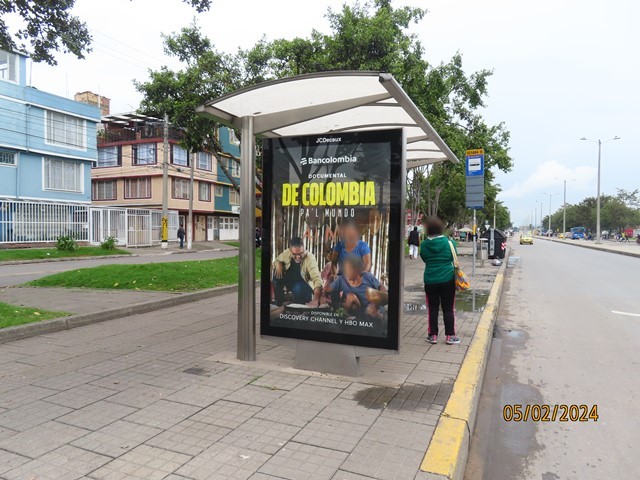 JCDecaux
Bancolombia
DOCUMENTAL
DE COLOMBIA
PA'L MUNDO
DISPONIBLE EN
DISCOVERY CHANNEL Y HBO MAX
05/02/2024